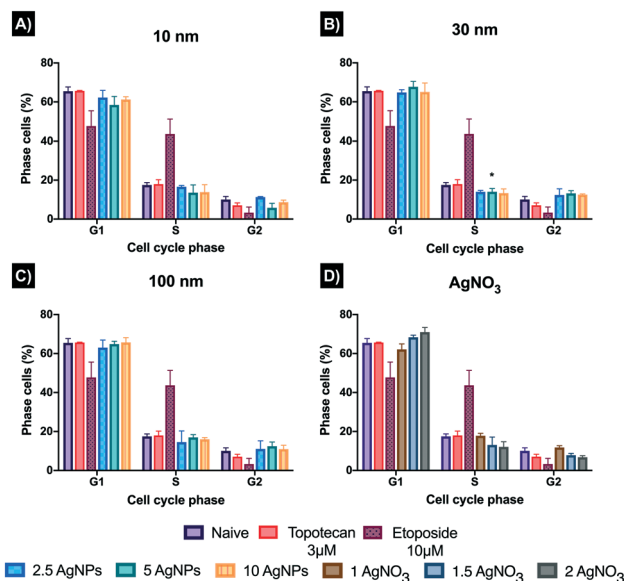 A)
10 nm
80
60
40
20
0
Phase cells (%)
G1 S G2
Cell cycle phase
B)
30 nm
80
60
40
20
0
Phase cells (%)
*
G1 S G2
Cell cycle phase
C)
100 nm
80
60
40
20
0
Phase cells (%)
G1 S G2
Cell cycle phase
D)
AgNO₃
80
60
40
20
0
Phase cells (%)
G1 S G2
Cell cycle phase
Naive Topotecan Etoposide
3µM 10µM
2.5 AgNPs 5 AgNPs 10 AgNPs 1 AgNO₃ 1.5 AgNO₃ 2 AgNO₃